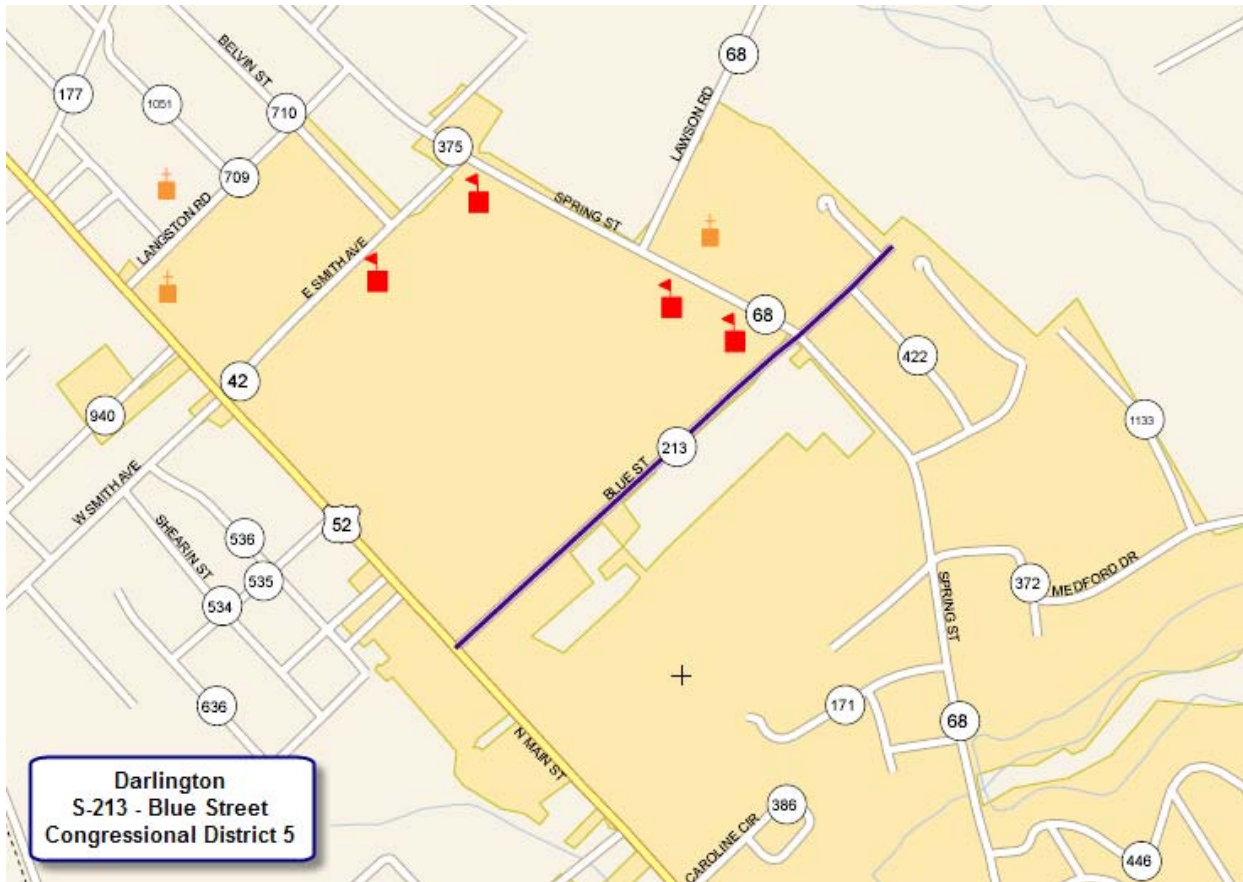 68
BELVIN ST
177
1051
710
LAWSON RD
375
709
LANGSTON RD
SPRING ST
E SMITH AVE
68
422
42
940
1133
213
BLUE ST
W SMITH AVE
52
536
SHEARIN ST
535
534
372
MEDFORD DR
SPRING ST
636
171
68
N MAIN ST
386
CAROLINE CIR
446
Darlington
S-213 - Blue Street
Congressional District 5